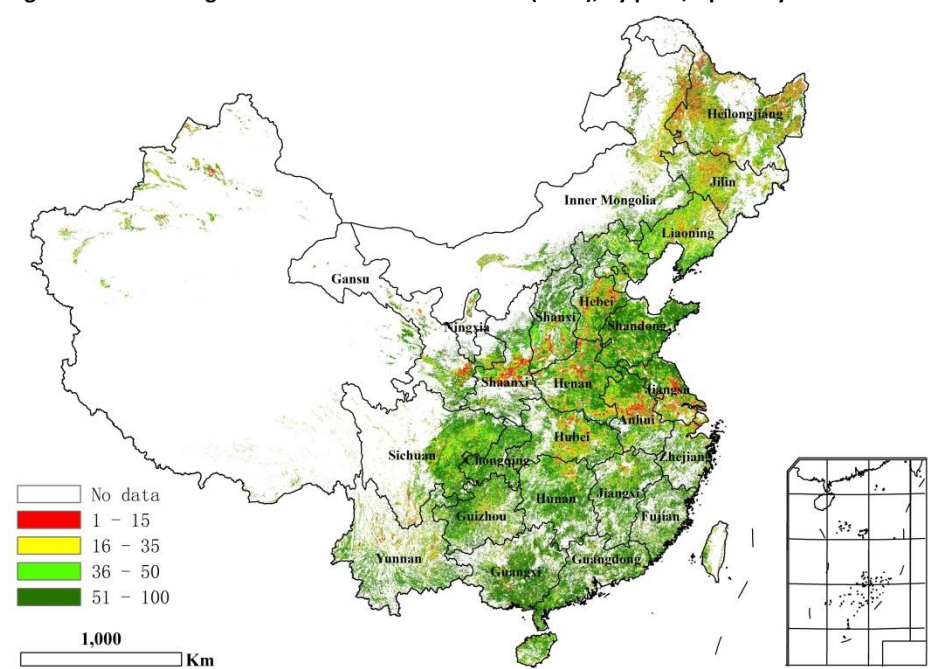 Heilongjiang
Jilin
Inner Mongolia
Liaoning
Gansu
Hebei
Ningxia
Shanxi
Shandong
Shaanxi
Henan
Jiangsu
Anhui
Hubei
Sichuan
Chongqing
Zhejiang
Hunan
Jiangxi
Guizhou
Fujian
Yunnan
Guangxi
Guangdong
No data
1 - 15
16 - 35
36 - 50
51 - 100
1,000
Km